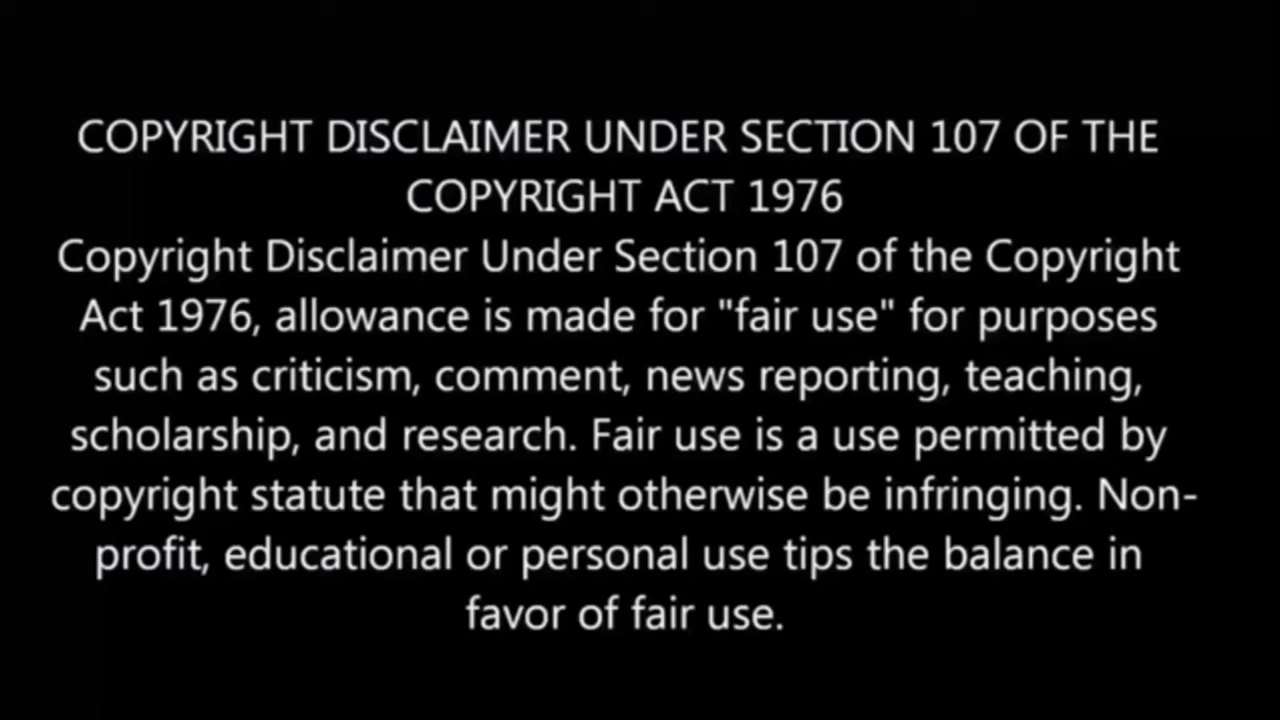 COPYRIGHT DISCLAIMER UNDER SECTION 107 OF THE
COPYRIGHT ACT 1976
Copyright Disclaimer Under Section 107 of the Copyright
Act 1976, allowance is made for "fair use" for purposes
such as criticism, comment, news reporting, teaching,
scholarship, and research. Fair use is a use permitted by
copyright statute that might otherwise be infringing. Non-
profit, educational or personal use tips the balance in
favor of fair use.